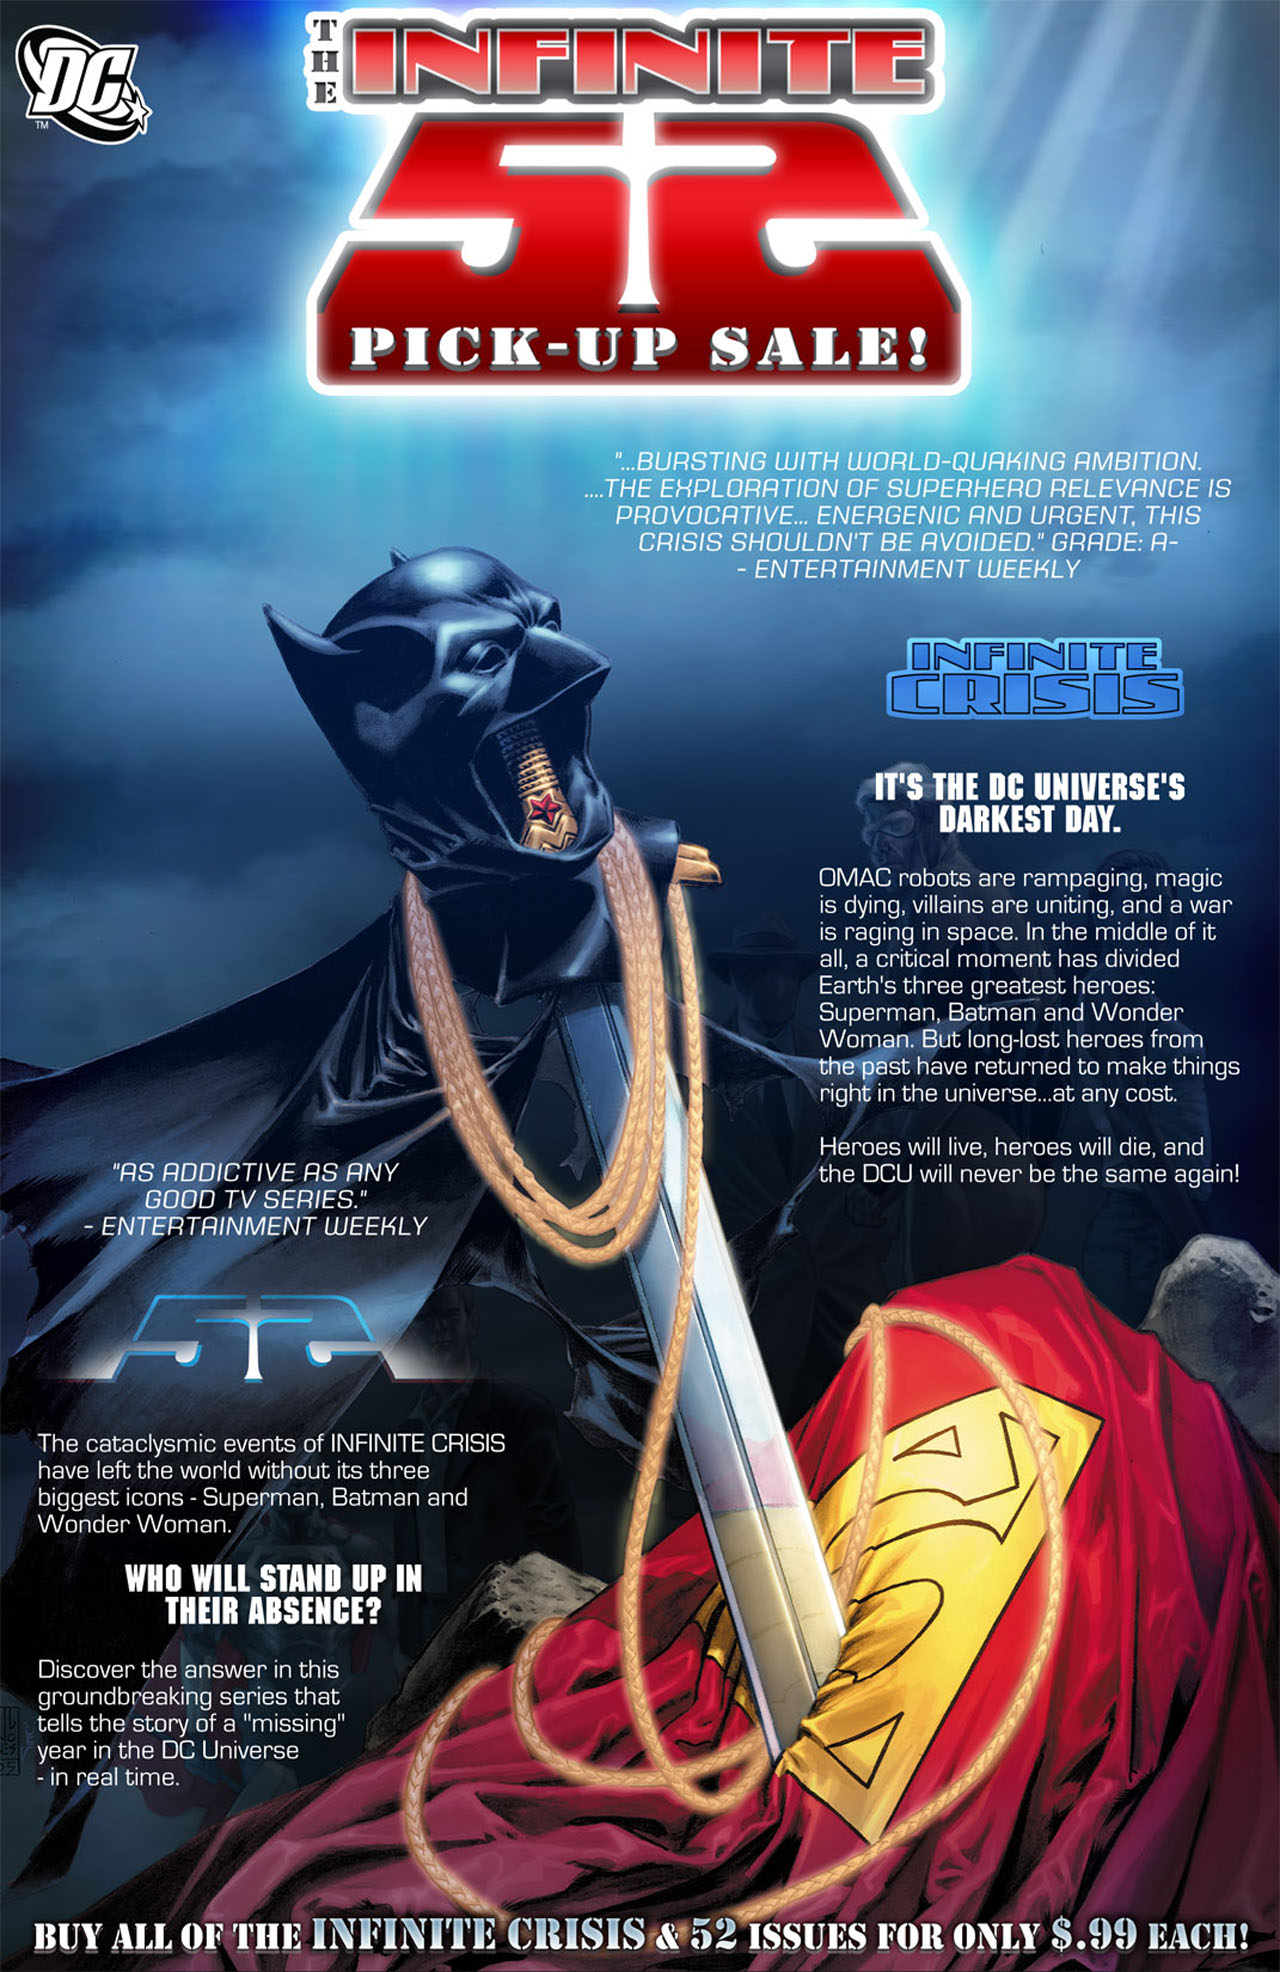 DC
TM
THE INFINITE
52
PICK-UP SALE!
"...BURSTING WITH WORLD-QUAKING AMBITION.
....THE EXPLORATION OF SUPERHERO RELEVANCE IS
PROVOCATIVE... ENERGENIC AND URGENT, THIS
CRISIS SHOULDN'T BE AVOIDED." GRADE: A-
- ENTERTAINMENT WEEKLY
INFINITE
CRISIS
IT'S THE DC UNIVERSE'S
DARKEST DAY.
OMAC robots are rampaging, magic
is dying, villains are uniting, and a war
is raging in space. In the middle of it
all, a critical moment has divided
Earth's three greatest heroes:
Superman, Batman and Wonder
Woman. But long-lost heroes from
the past have returned to make things
right in the universe...at any cost.
Heroes will live, heroes will die, and
the DCU will never be the same again!
"AS ADDICTIVE AS ANY
GOOD TV SERIES."
- ENTERTAINMENT WEEKLY
52
The cataclysmic events of INFINITE CRISIS
have left the world without its three
biggest icons - Superman, Batman and
Wonder Woman.
WHO WILL STAND UP IN
THEIR ABSENCE?
Discover the answer in this
groundbreaking series that
tells the story of a "missing"
year in the DC Universe
- in real time.
BUY ALL OF THE INFINITE CRISIS & 52 ISSUES FOR ONLY $.99 EACH!